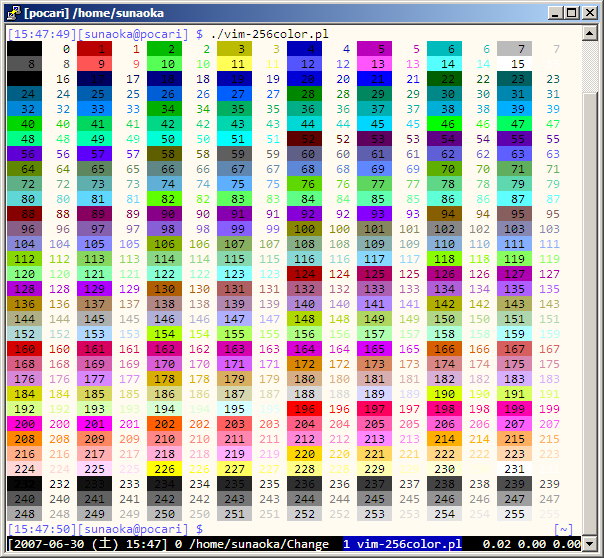 [pocari] /home/sunaoka
[15:47:49][sunaoka@pocari] $ ./vim-256color.pl
0 1 1 2 2 3 3 4 4 5 5 6 6 7 7
8 8 9 9 10 10 11 11 12 12 13 13 14 14 15
16 17 17 18 18 19 19 20 20 21 21 22 22 23 23
24 24 25 25 26 26 27 27 28 28 29 29 30 30 31 31
32 32 33 33 34 34 35 35 36 36 37 37 38 38 39 39
40 40 41 41 42 42 43 43 44 44 45 45 46 46 47 47
48 48 49 49 50 50 51 51 52 52 53 53 54 54 55 55
56 56 57 57 58 58 59 59 60 60 61 61 62 62 63 63
64 64 65 65 66 66 67 67 68 68 69 69 70 70 71 71
72 72 73 73 74 74 75 75 76 76 77 77 78 78 79 79
80 80 81 81 82 82 83 83 84 84 85 85 86 86 87 87
88 88 89 89 90 90 91 91 92 92 93 93 94 94 95 95
96 96 97 97 98 98 99 99 100 100 101 101 102 102 103 103
104 104 105 105 106 106 107 107 108 108 109 109 110 110 111 111
112 112 113 113 114 114 115 115 116 116 117 117 118 118 119 119
120 120 121 121 122 122 123 123 124 124 125 125 126 126 127 127
128 128 129 129 130 130 131 131 132 132 133 133 134 134 135 135
136 136 137 137 138 138 139 139 140 140 141 141 142 142 143 143
144 144 145 145 146 146 147 147 148 148 149 149 150 150 151 151
152 152 153 153 154 154 155 155 156 156 157 157 158 158 159 159
160 160 161 161 162 162 163 163 164 164 165 165 166 166 167 167
168 168 169 169 170 170 171 171 172 172 173 173 174 174 175 175
176 176 177 177 178 178 179 179 180 180 181 181 182 182 183 183
184 184 185 185 186 186 187 187 188 188 189 189 190 190 191 191
192 192 193 193 194 194 195 195 196 196 197 197 198 198 199 199
200 200 201 201 202 202 203 203 204 204 205 205 206 206 207 207
208 208 209 209 210 210 211 211 212 212 213 213 214 214 215 215
216 216 217 217 218 218 219 219 220 220 221 221 222 222 223 223
224 224 225 225 226 226 227 227 228 228 229 229 230 231
232 232 233 233 234 234 235 235 236 236 237 237 238 238 239 239
240 240 241 241 242 242 243 243 244 244 245 245 246 246 247 247
248 248 249 249 250 250 251 251 252 252 253 253 254 254 255 255
[15:47:50][sunaoka@pocari] $ [~]
[2007-06-30 (土) 15:47] 0 /home/sunaoka/Change 1 vim-256color.pl 0.02 0.00 0.00